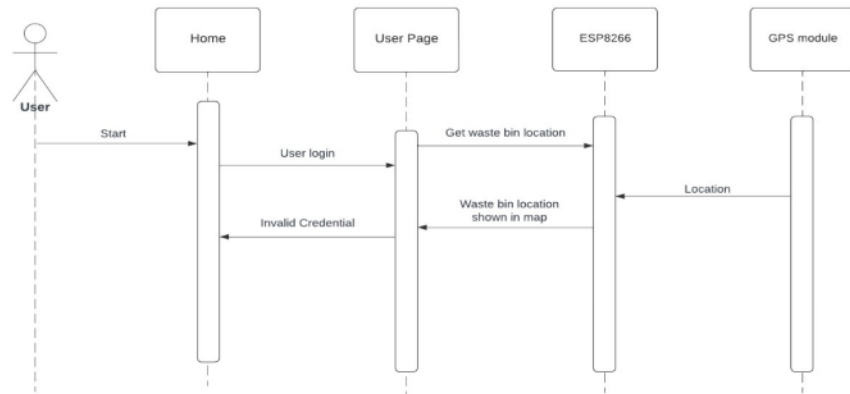 Home
User Page
ESP8266
GPS module
User
Start
Get waste bin location
User login
Location
Waste bin location
shown in map
Invalid Credential